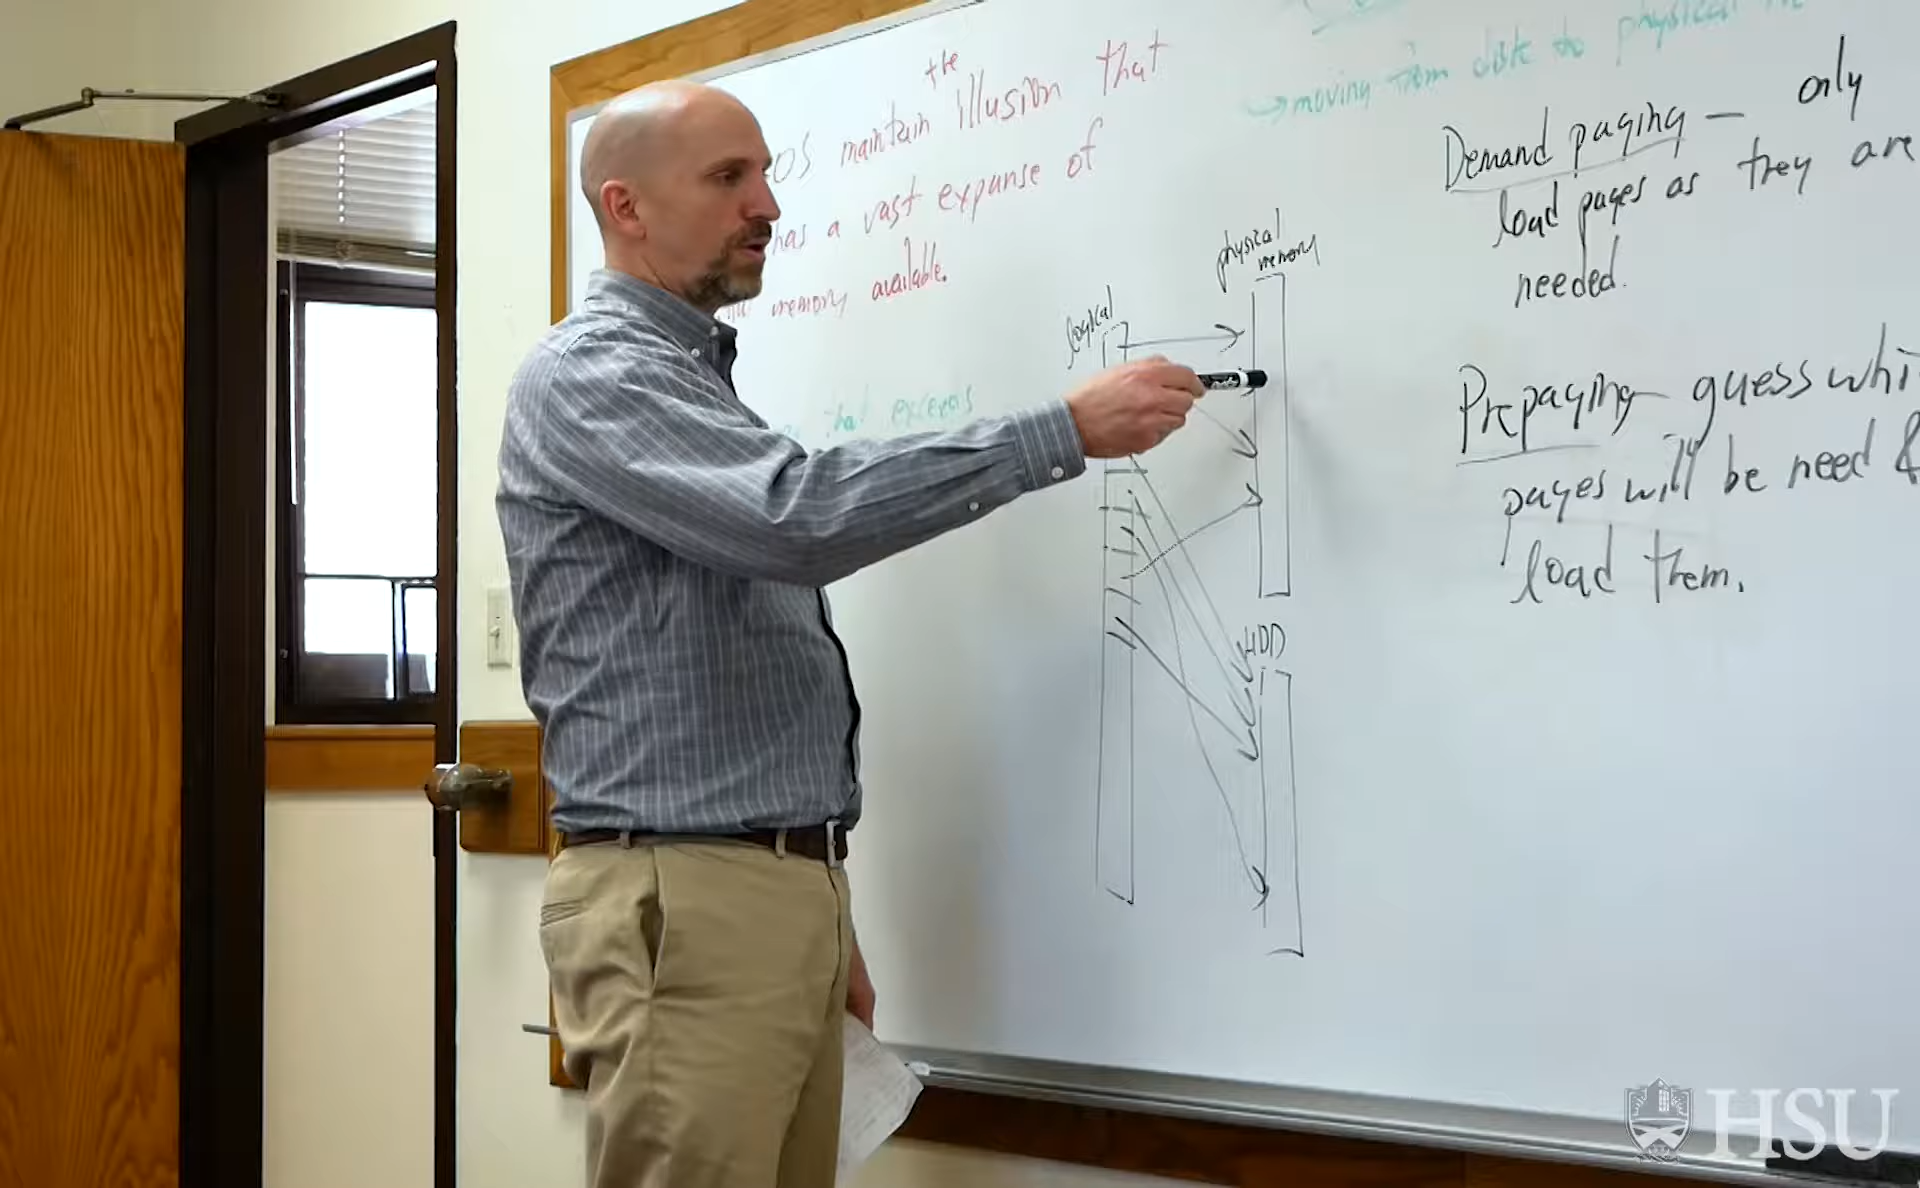 the
OS maintain illusion that
has a vast expanse of
memory available.
that exceeds
moving from disk to physical
Demand paging — only
load pages as they are
needed.
Prepaging - guess whi
pages will be need &
load them.
physical
memory
logical
HDD
HSU